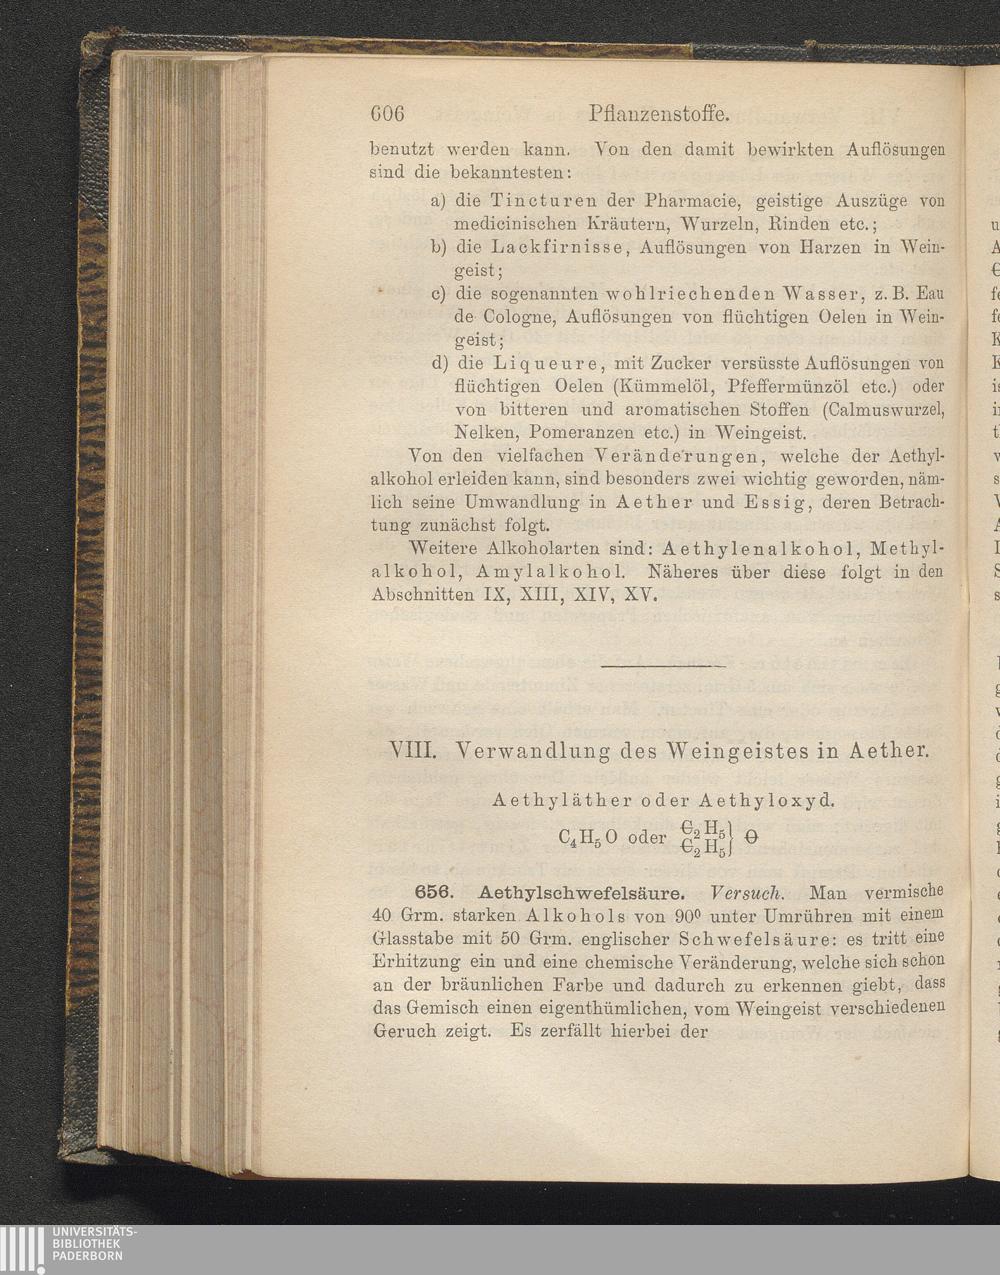 606 Pflanzenstoffe.
benutzt werden kann. Von den damit bewirkten Auflösungen
sind die bekanntesten:
a) die Tincturen der Pharmacie, geistige Auszüge von
medicinischen Kräutern, Wurzeln, Rinden etc.;
b) die Lackfirnisse, Auflösungen von Harzen in Wein-
geist;
c) die sogenannten wohlriechenden Wasser, z. B. Eau
de Cologne, Auflösungen von flüchtigen Oelen in Wein-
geist;
d) die Liqueure, mit Zucker versüsste Auflösungen von
flüchtigen Oelen (Kümmelöl, Pfeffermünzöl etc.) oder
von bitteren und aromatischen Stoffen (Calmuswurzel,
Nelken, Pomeranzen etc.) in Weingeist.
Von den vielfachen Veränderungen, welche der Aethyl-
alkohol erleiden kann, sind besonders zwei wichtig geworden, näm-
lich seine Umwandlung in Aether und Essig, deren Betrach-
tung zunächst folgt.
Weitere Alkoholarten sind: Aethylenalkohol, Methyl-
alkohol, Amylalkohol. Näheres über diese folgt in den
Abschnitten IX, XIII, XIV, XV.
VIII. Verwandlung des Weingeistes in Aether.
Aethyläther oder Aethyloxyd.
C₄H₅O oder C̶₂H₅ C̶₂H₅} O̶
656. Aethylschwefelsäure. Versuch. Man vermische
40 Grm. starken Alkohols von 90⁰ unter Umrühren mit einem
Glasstabe mit 50 Grm. englischer Schwefelsäure: es tritt eine
Erhitzung ein und eine chemische Veränderung, welche sich schon
an der bräunlichen Farbe und dadurch zu erkennen giebt, dass
das Gemisch einen eigenthümlichen, vom Weingeist verschiedenen
Geruch zeigt. Es zerfällt hierbei der
UNIVERSITÄTS-
BIBLIOTHEK
PADERBORN